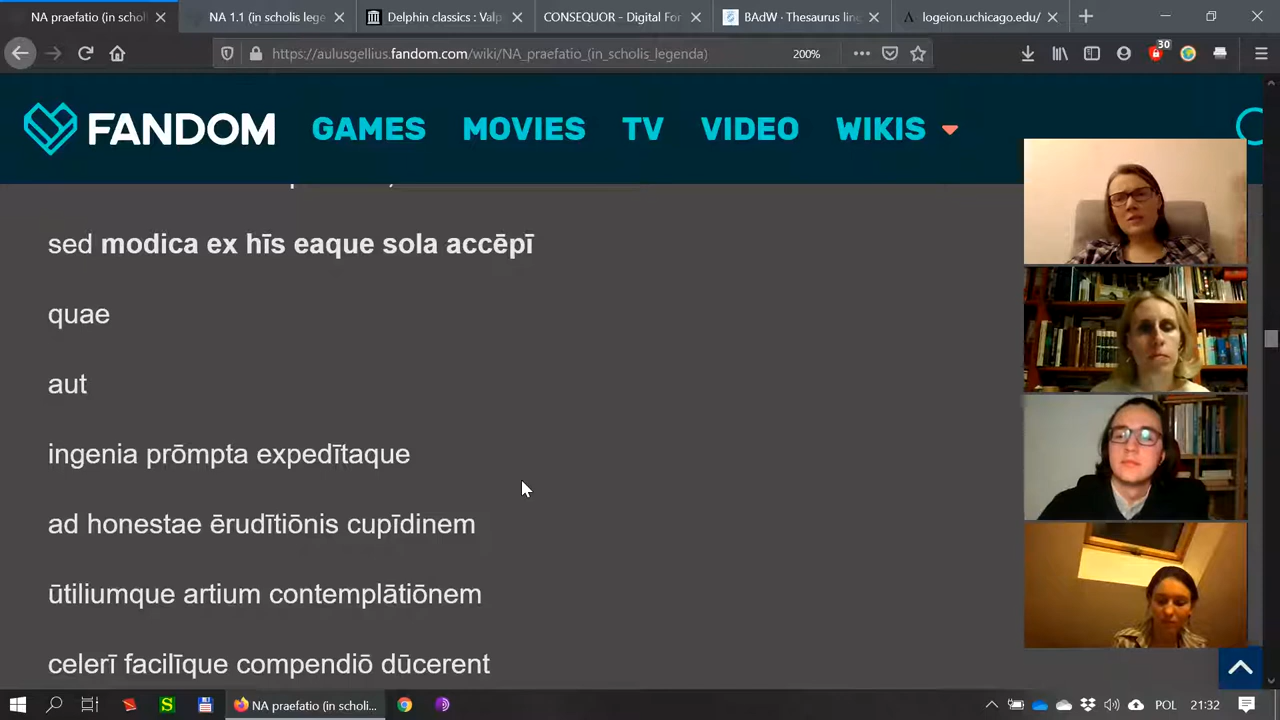 NA praefatio (in schol
NA 1.1 (in scholis lege
Delphin classics : Valp
CONSEQUOR - Digital For
BAdW · Thesaurus lin
logeion.uchicago.edu/
https://aulusgellius.fandom.com/wiki/NA_praefatio_(in_scholis_legenda)
200%
30
FANDOM
GAMES MOVIES TV VIDEO WIKIS
sed modica ex hīs eaque sola accēpī
quae
aut
ingenia prōmpta expedītaque
ad honestae ērudītiōnis cupīdinem
ūtiliumque artium contemplātiōnem
celerī facilīque compendiō dūcerent
NA praefatio (in scholi...
POL
21:32